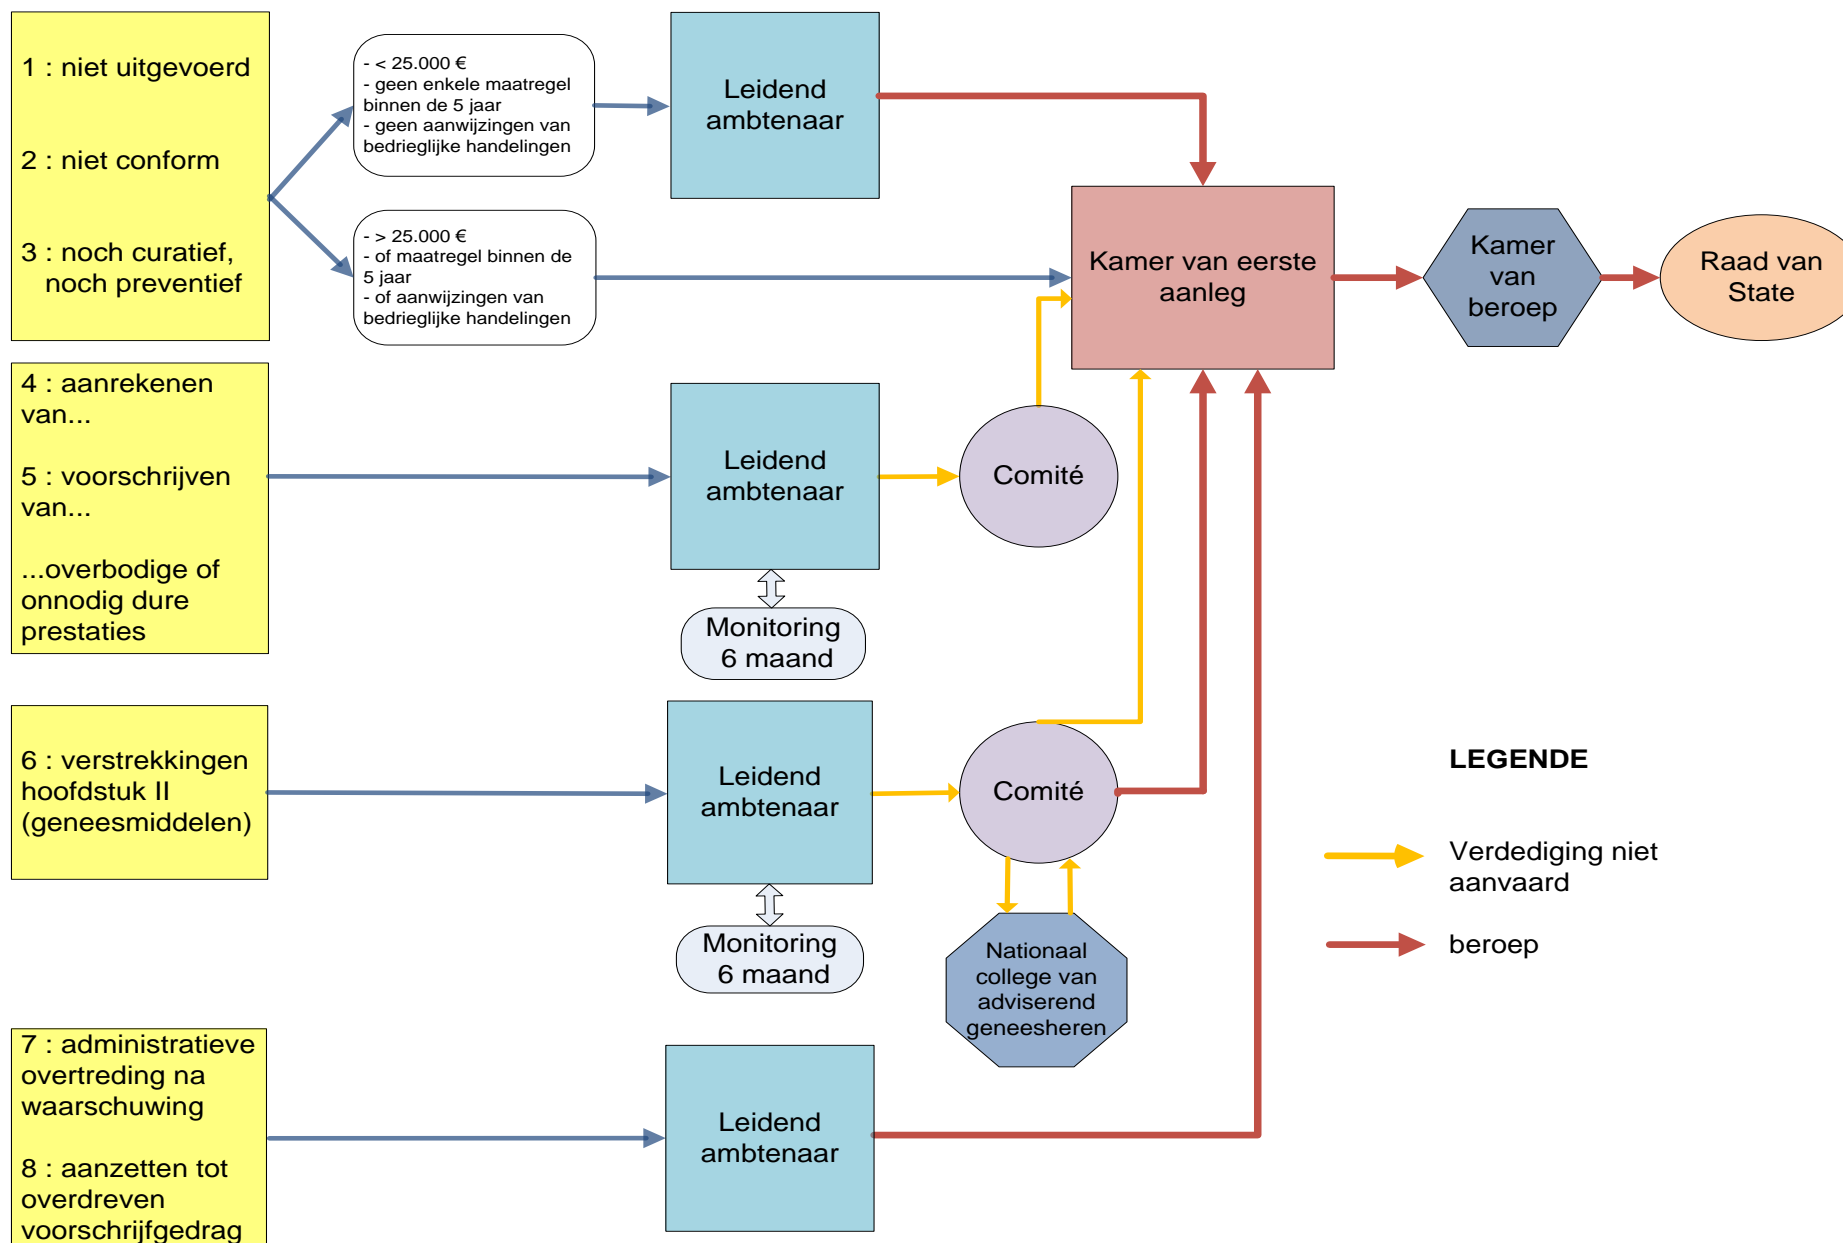 1 : niet uitgevoerd
2 : niet conform
3 : noch curatief,
noch preventief
- < 25.000 €
- geen enkele maatregel
binnen de 5 jaar
- geen aanwijzingen van
bedrieglijke handelingen
Leidend
ambtenaar
- > 25.000 €
- of maatregel binnen de
5 jaar
- of aanwijzingen van
bedrieglijke handelingen
Kamer van eerste
aanleg
Kamer
van
beroep
Raad van
State
4 : aanrekenen
van...
5 : voorschrijven
van...
...overbodige of
onnodig dure
prestaties
Leidend
ambtenaar
Comité
Monitoring
6 maand
6 : verstrekkingen
hoofdstuk II
(geneesmiddelen)
Leidend
ambtenaar
Comité
Monitoring
6 maand
Nationaal
college van
adviserend
geneesheren
LEGENDE
Verdediging niet
aanvaard
beroep
7 : administratieve
overtreding na
waarschuwing
8 : aanzetten tot
overdreven
voorschrijfgedrag
Leidend
ambtenaar